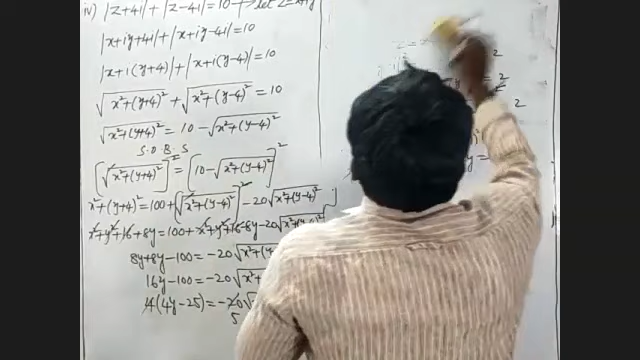 iv) |z+4i| + |z-4i| = 10 → let z=x+iy
|x+iy+4i| + |x+iy-4i| = 10
|x+i(y+4)| + |x+i(y-4)| = 10
√x²+(y+4)² + √x²+(y-4)² = 10
√x²+(y+4)² = 10 - √x²+(y-4)²
S.O.B.S
[√x²+(y+4)²]² = [10 - √x²+(y-4)²]²
x²+(y+4)² = 100 + [√x²+(y-4)²]² - 20√x²+(y-4)²
x²+y²+16+8y = 100 + x²+y²+16-8y-20√x²+(y-4)²
8y+8y-100 = -20√x²+(y
16y-100 = -20√x²+
4(4y-25) = -20√
5